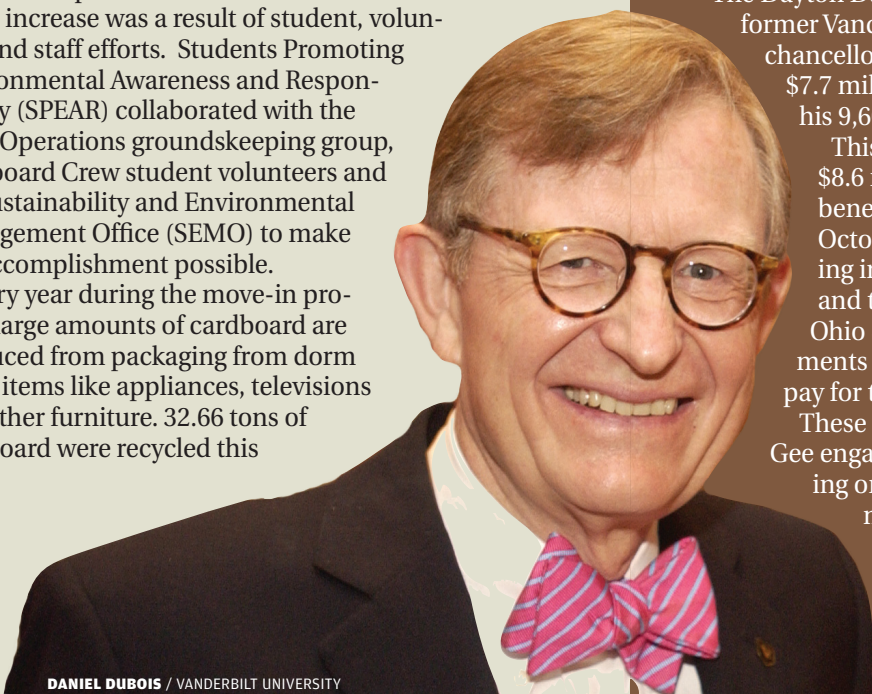 increase was a result of student, volun-
nd staff efforts. Students Promoting
onmental Awareness and Respon-
y (SPEAR) collaborated with the
Operations groundskeeping group,
board Crew student volunteers and
ustainability and Environmental
gement Office (SEMO) to make
ccomplishment possible.
ry year during the move-in pro-
large amounts of cardboard are
uced from packaging from dorm
items like appliances, televisions
ther furniture. 32.66 tons of
oard were recycled this
DANIEL DUBOIS / VANDERBILT UNIVERSITY
The Dayton Da
former Vand
chancello
$7.7 mil
his 9,6
This
$8.6
bene
Octo
ing i
and t
Ohio
ments
pay for t
These
Gee enga
ing o